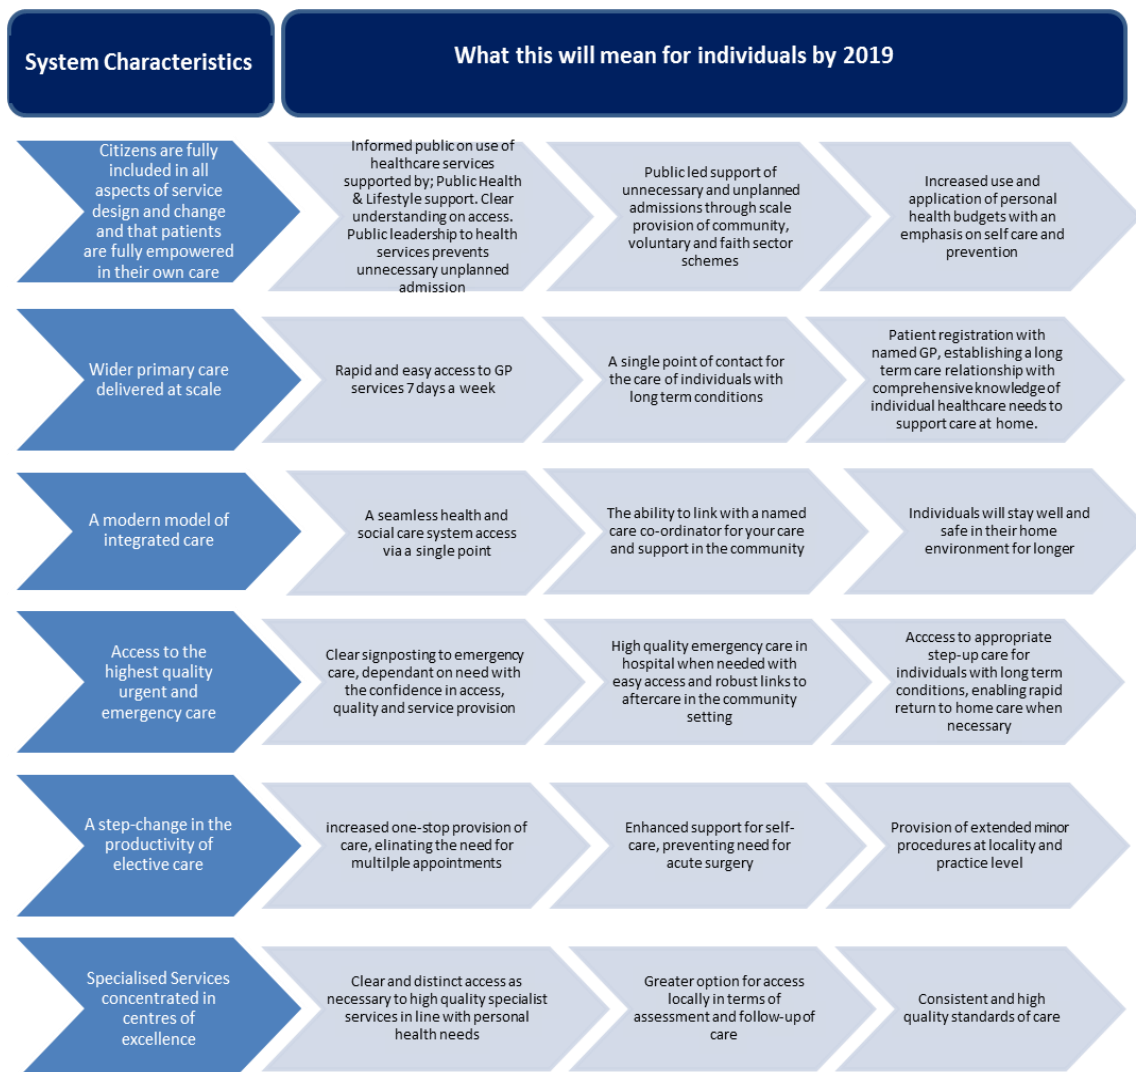 System Characteristics
What this will mean for individuals by 2019
Citizens are fully
included in all
aspects of service
design and change
and that patients
are fully empowered
in their own care
Informed public on use of
healthcare services
supported by; Public Health
& Lifestyle support. Clear
understanding on access.
Public leadership to health
services prevents
unnecessary unplanned
admission
Public led support of
unnecessary and unplanned
admissions through scale
provision of community,
voluntary and faith sector
schemes
Increased use and
application of personal
health budgets with an
emphasis on self care and
prevention
Wider primary care
delivered at scale
Rapid and easy access to GP
services 7 days a week
A single point of contact for
the care of individuals with
long term conditions
Patient registration with
named GP, establishing a long
term care relationship with
comprehensive knowledge of
individual healthcare needs to
support care at home.
A modern model of
integrated care
A seamless health and
social care system access
via a single point
The ability to link with a named
care co-ordinator for your care
and support in the community
Individuals will stay well and
safe in their home
environment for longer
Access to the
highest quality
urgent and
emergency care
Clear signposting to emergency
care, dependant on need with
the confidence in access,
quality and service provision
High quality emergency care in
hospital when needed with
easy access and robust links to
aftercare in the community
setting
Acccess to appropriate
step-up care for
individuals with long term
conditions, enabling rapid
return to home care when
necessary
A step-change in the
productivity of
elective care
increased one-stop provision of
care, elinating the need for
multilple appointments
Enhanced support for self-
care, preventing need for
acute surgery
Provision of extended minor
procedures at locality and
practice level
Specialised Services
concentrated in
centres of
excellence
Clear and distinct access as
necessary to high quality specialist
services in line with personal
health needs
Greater option for access
locally in terms of
assessment and follow-up of
care
Consistent and high
quality standards of care